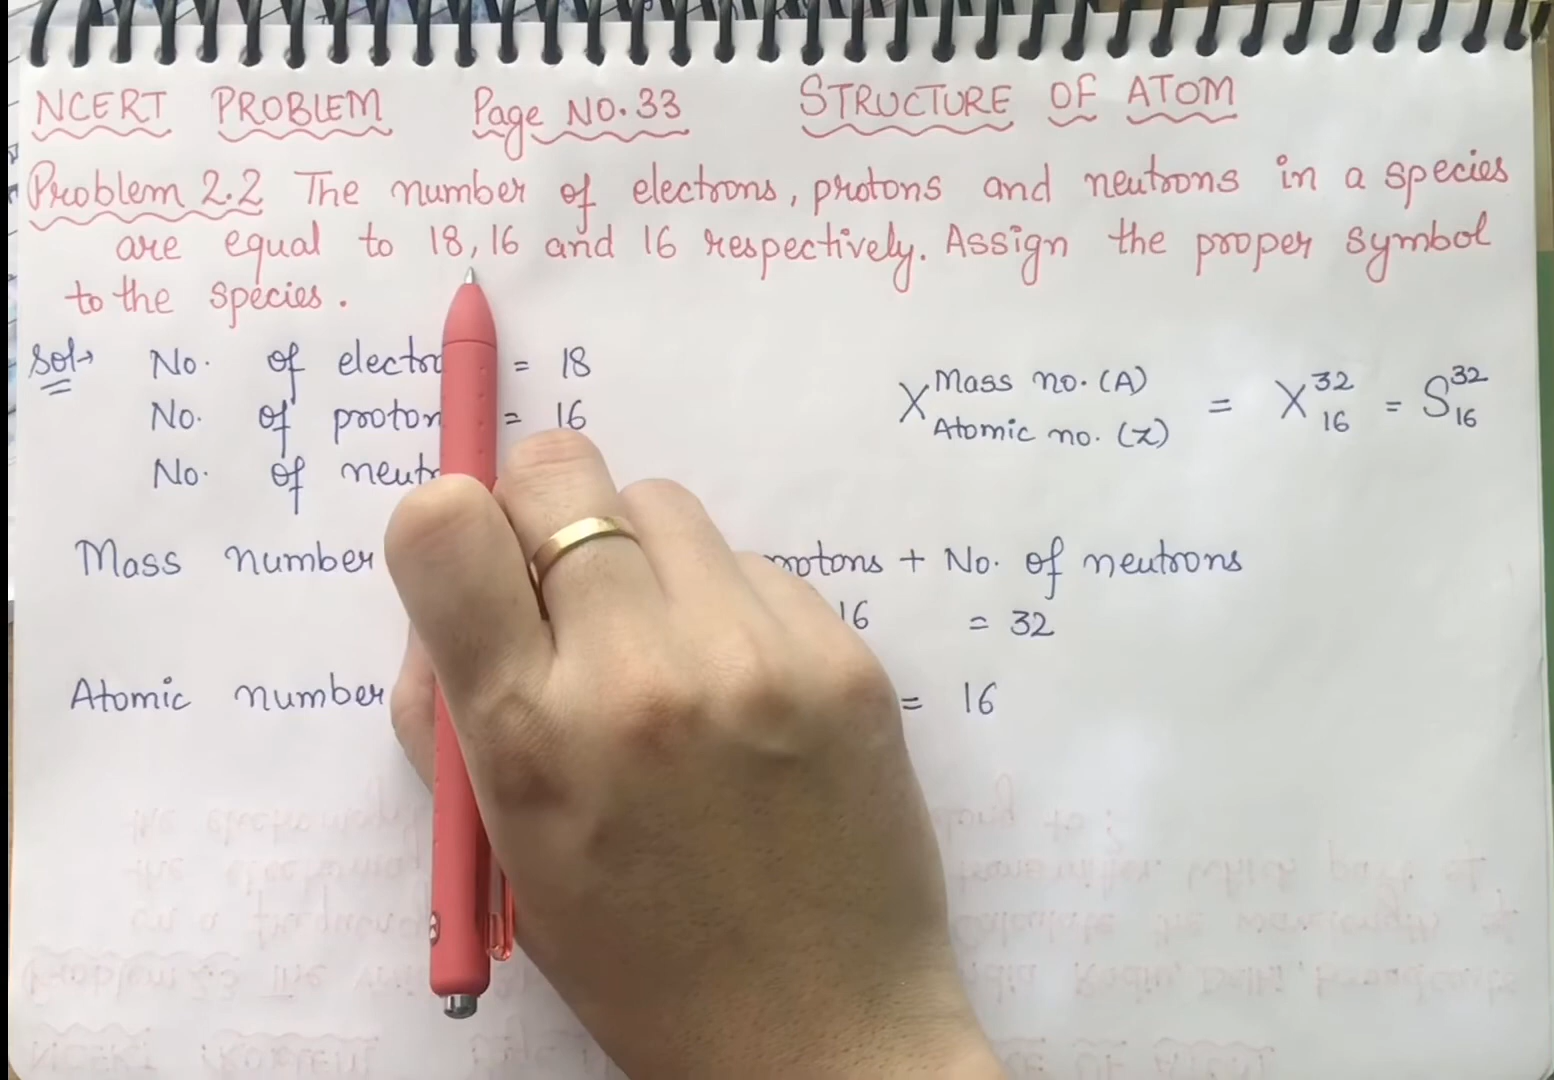 NCERT PROBLEM Page NO.33 STRUCTURE OF ATOM
Problem 2.2 The number of electrons, protons and neutrons in a species
are equal to 18,16 and 16 respectively. Assign the proper symbol
to the species.
Sol→ No. of electro = 18
No. of proton = 16
No. of neutr
X Mass no. (A) Atomic no. (Z) = X 32 16 = S 32 16
Mass number rotons + No. of neutrons
16 = 32
Atomic number = 16